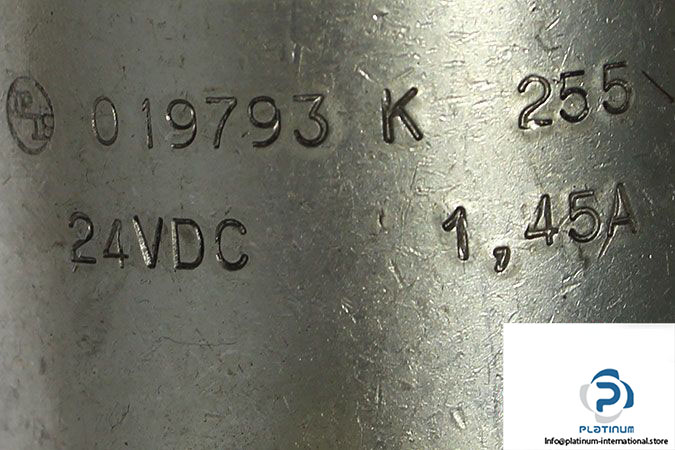 019793 K 255
24VDC 1,45A
PLATINUM
Info@platinum-international.store